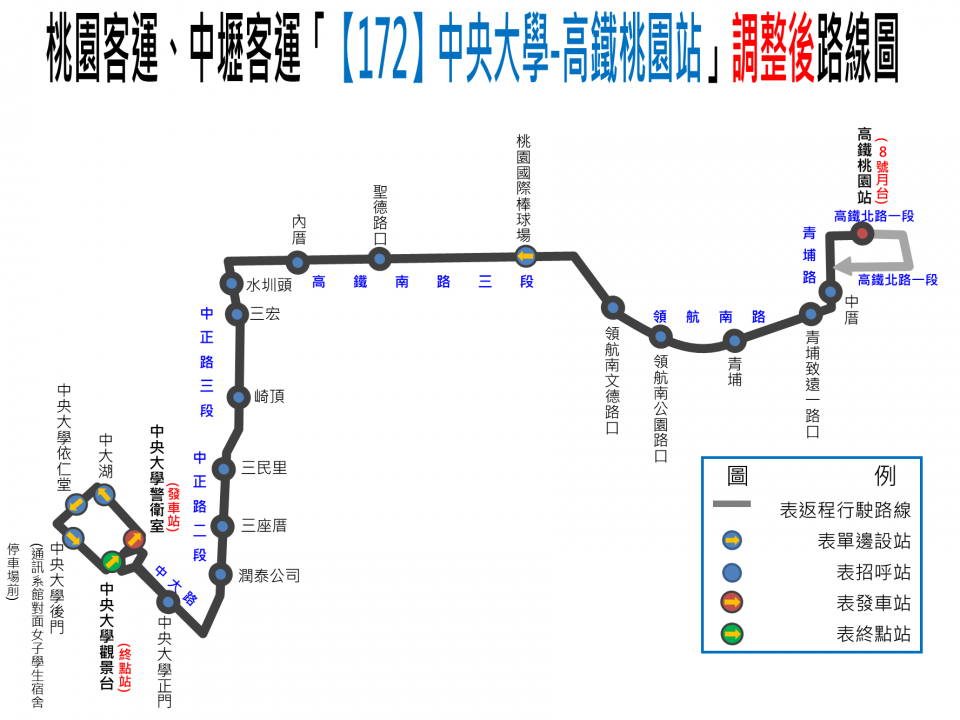 桃園客運、中壢客運「【172】中央大學-高鐵桃園站」調整後路線圖
高鐵桃園站
(8號月台)
高鐵北路一段
高鐵北路一段
青埔路
中厝
青埔致遠一路口
青埔
領航南路
領航南公園路口
領航南文德路口
桃園國際棒球場
聖德路口
內厝
高鐵南路三段
水圳頭
三宏
中正路三段
崎頂
三民里
中正路二段
三座厝
潤泰公司
中大路
中央大學正門
中央大學警衛室
(發車站)
中大湖
中央大學依仁堂
中央大學後門
(通訊系館對面女子學生宿舍
停車場前)
中央大學觀景台
(終點站)
圖例
表返程行駛路線
表單邊設站
表招呼站
表發車站
表終點站